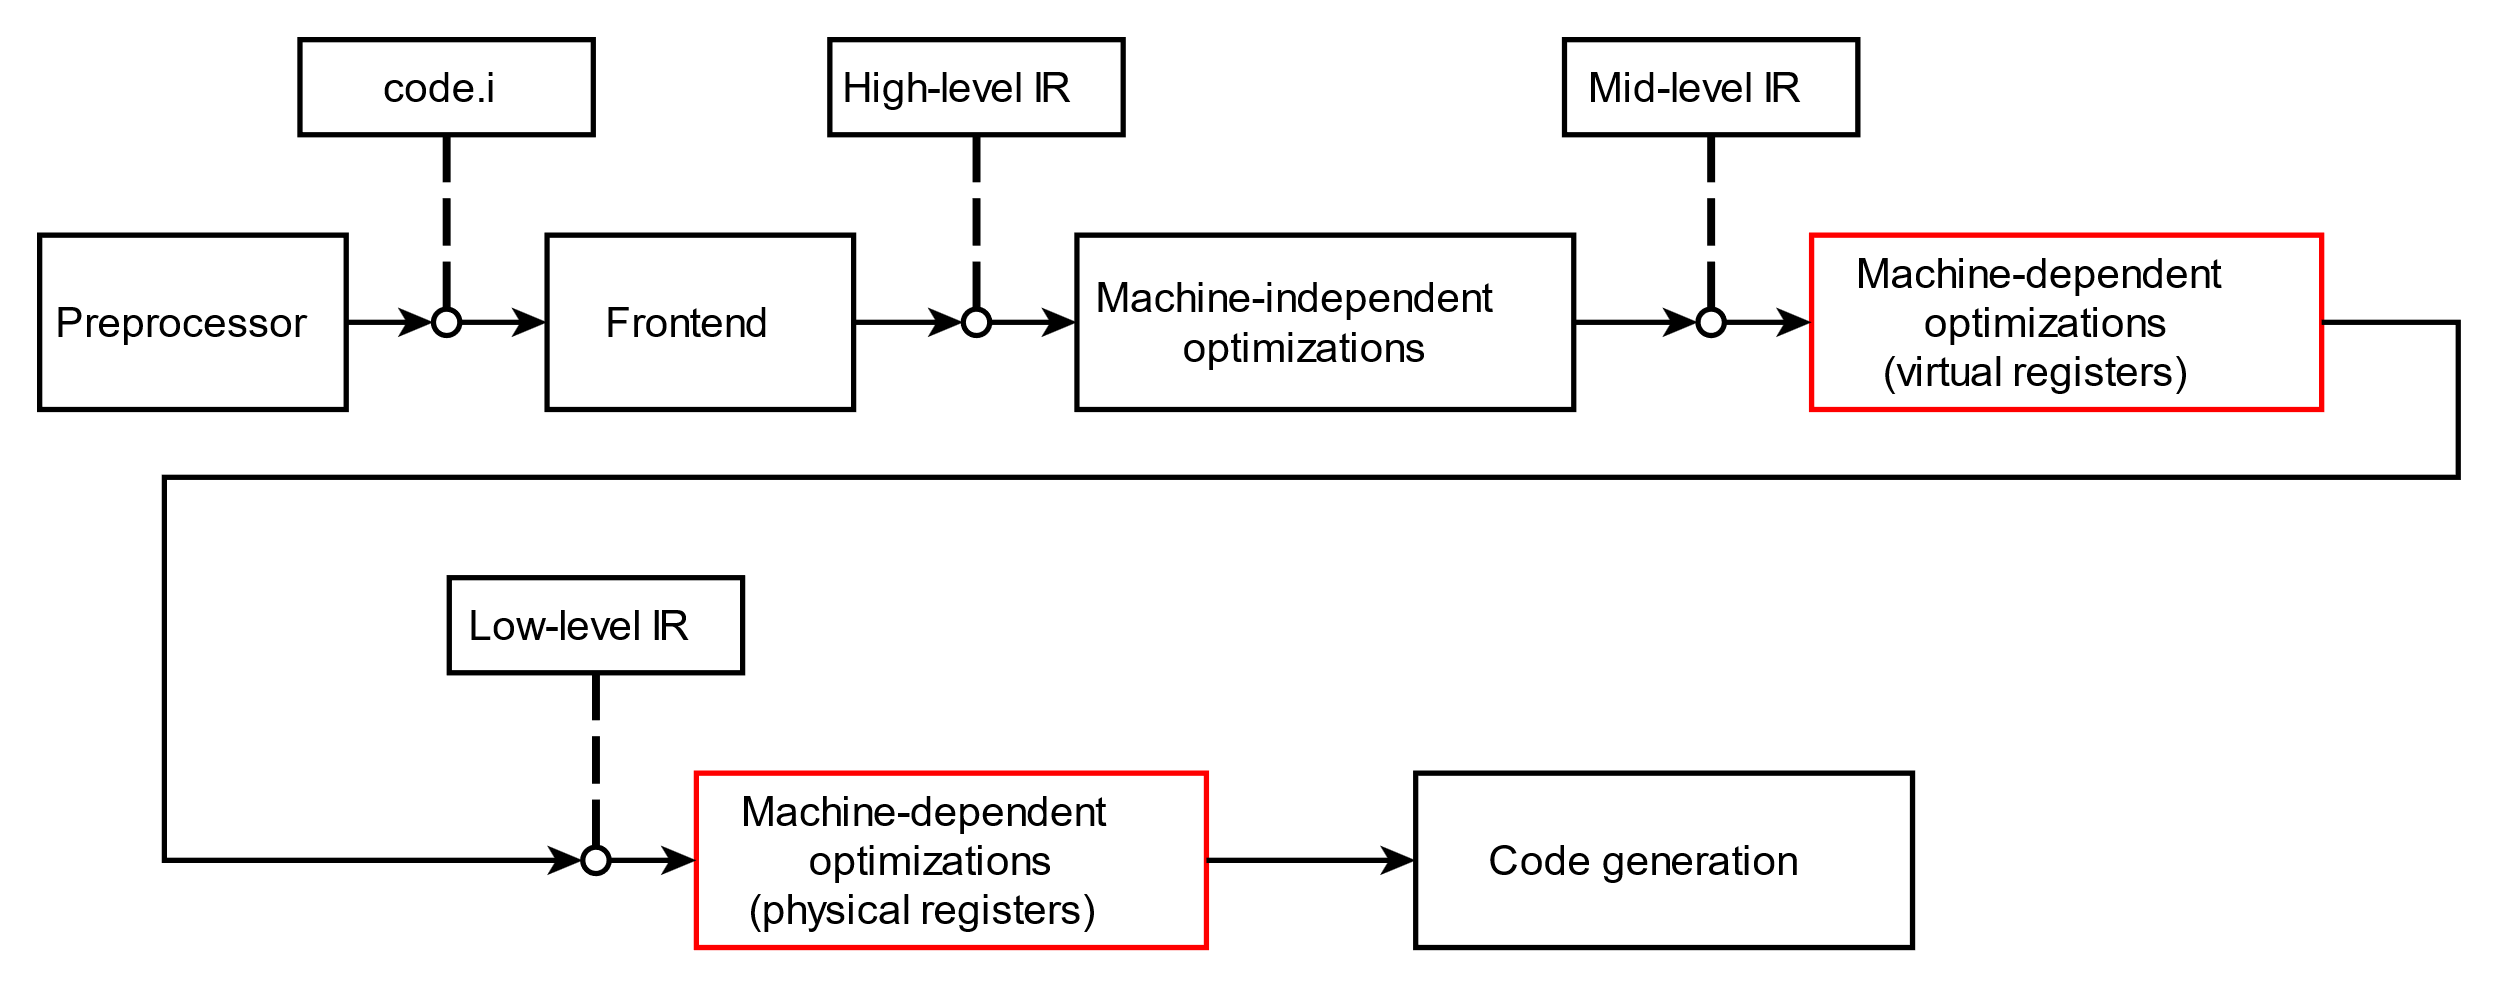 code.i
High-level IR
Mid-level IR
Preprocessor
Frontend
Machine-independent
optimizations
Machine-dependent
optimizations
(virtual registers)
Low-level IR
Machine-dependent
optimizations
(physical registers)
Code generation